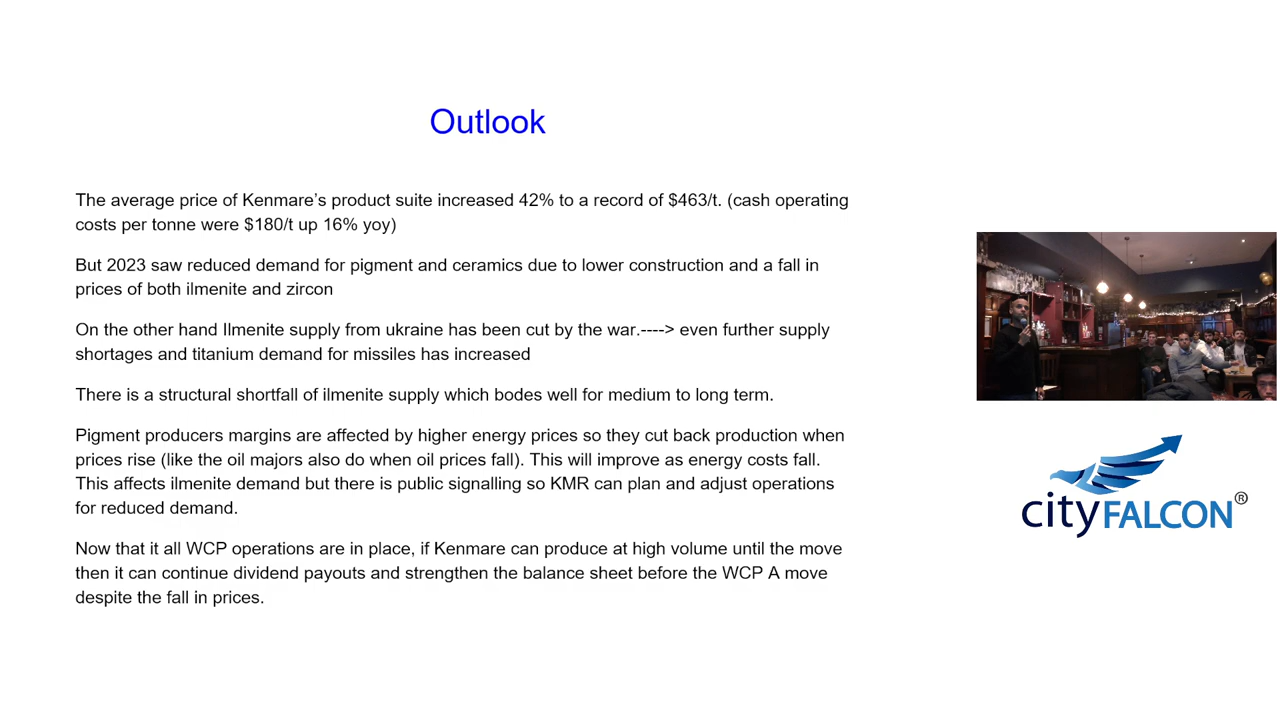 Outlook
The average price of Kenmare’s product suite increased 42% to a record of $463/t. (cash operating
costs per tonne were $180/t up 16% yoy)
But 2023 saw reduced demand for pigment and ceramics due to lower construction and a fall in
prices of both ilmenite and zircon
On the other hand Ilmenite supply from ukraine has been cut by the war.----> even further supply
shortages and titanium demand for missiles has increased
There is a structural shortfall of ilmenite supply which bodes well for medium to long term.
Pigment producers margins are affected by higher energy prices so they cut back production when
prices rise (like the oil majors also do when oil prices fall). This will improve as energy costs fall.
This affects ilmenite demand but there is public signalling so KMR can plan and adjust operations
for reduced demand.
Now that it all WCP operations are in place, if Kenmare can produce at high volume until the move
then it can continue dividend payouts and strengthen the balance sheet before the WCP A move
despite the fall in prices.
cityFALCON®